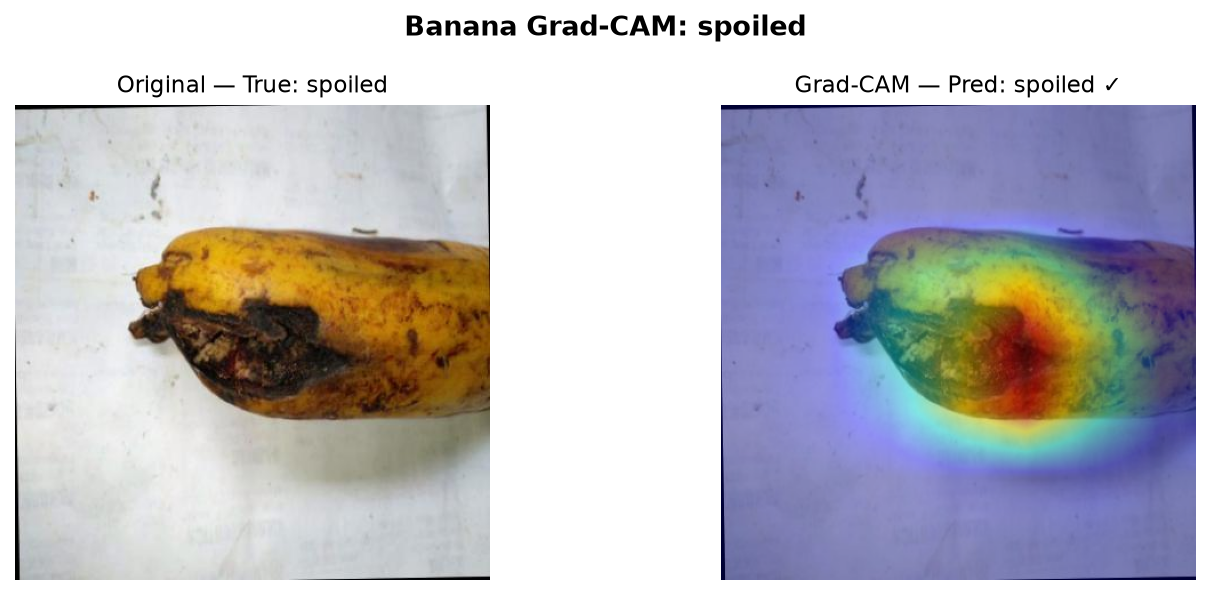 Banana Grad-CAM: spoiled
Original — True: spoiled
Grad-CAM — Pred: spoiled ✓